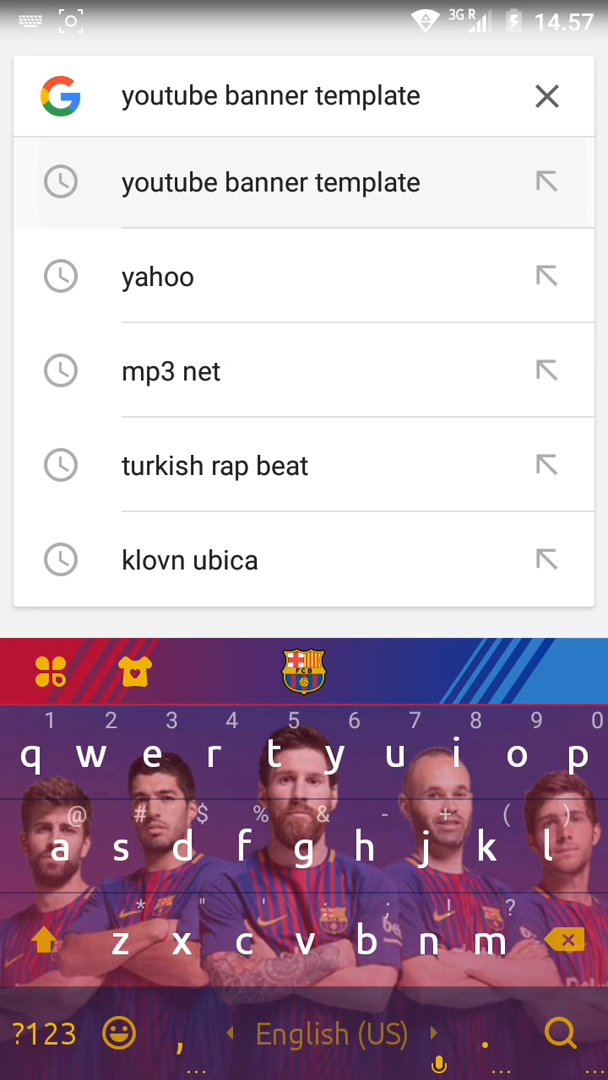 3G R 14.57
youtube banner template
youtube banner template
yahoo
mp3 net
turkish rap beat
klovn ubica
FCB
1 2 3 4 5 6 7 8 9 0
q w e r t y u i o p
@ # $ % & - + ( )
a s d f g h j k l
* " ' : ; ! ?
z x c v b n m
?123 , English (US) .
... ... ...